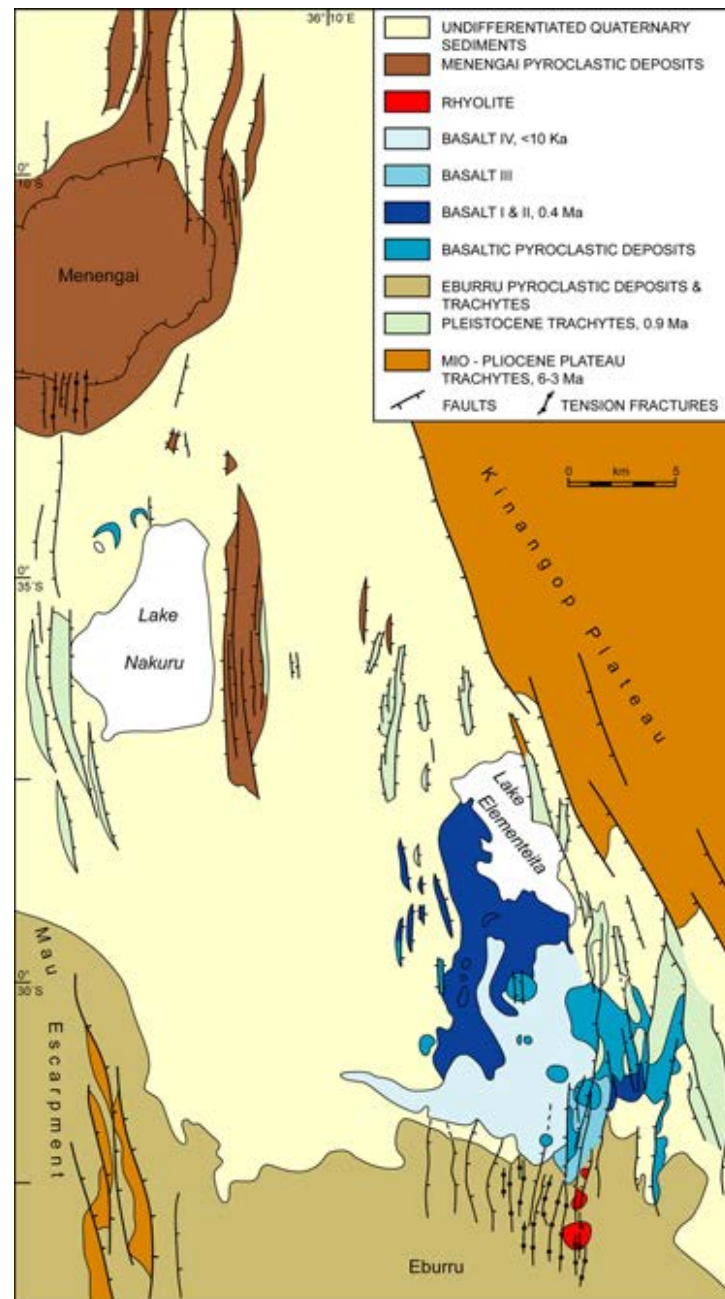 36° 10'E
UNDIFFERENTIATED QUATERNARY
SEDIMENTS
MENENGAI PYROCLASTIC DEPOSITS
RHYOLITE
BASALT IV, <10 Ka
BASALT III
BASALT I & II, 0.4 Ma
BASALTIC PYROCLASTIC DEPOSITS
EBURRU PYROCLASTIC DEPOSITS &
TRACHYTES
PLEISTOCENE TRACHYTES, 0.9 Ma
MIO - PLIOCENE PLATEAU
TRACHYTES, 6-3 Ma
FAULTS
TENSION FRACTURES
0°
10'S
Menengai
0 km 5
Kinangop Plateau
0°
35'S
Lake
Nakuru
Lake
Elementeita
Mau Escarpment
0°
30'S
Eburru